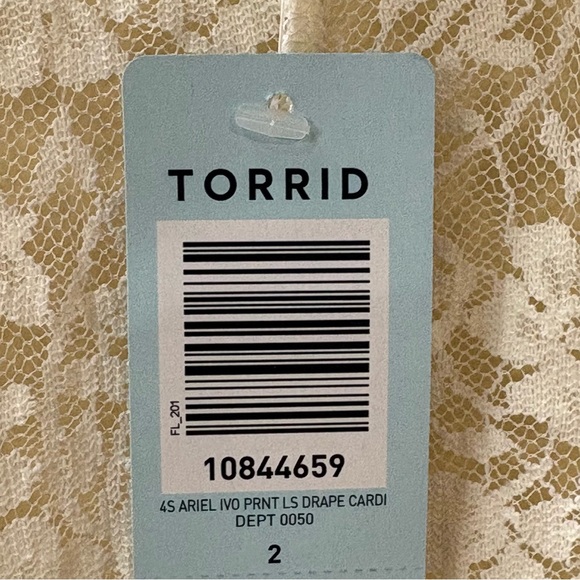 TORRID
FL_201
10844659
4S ARIEL IVO PRNT LS DRAPE CARDI
DEPT 0050
2